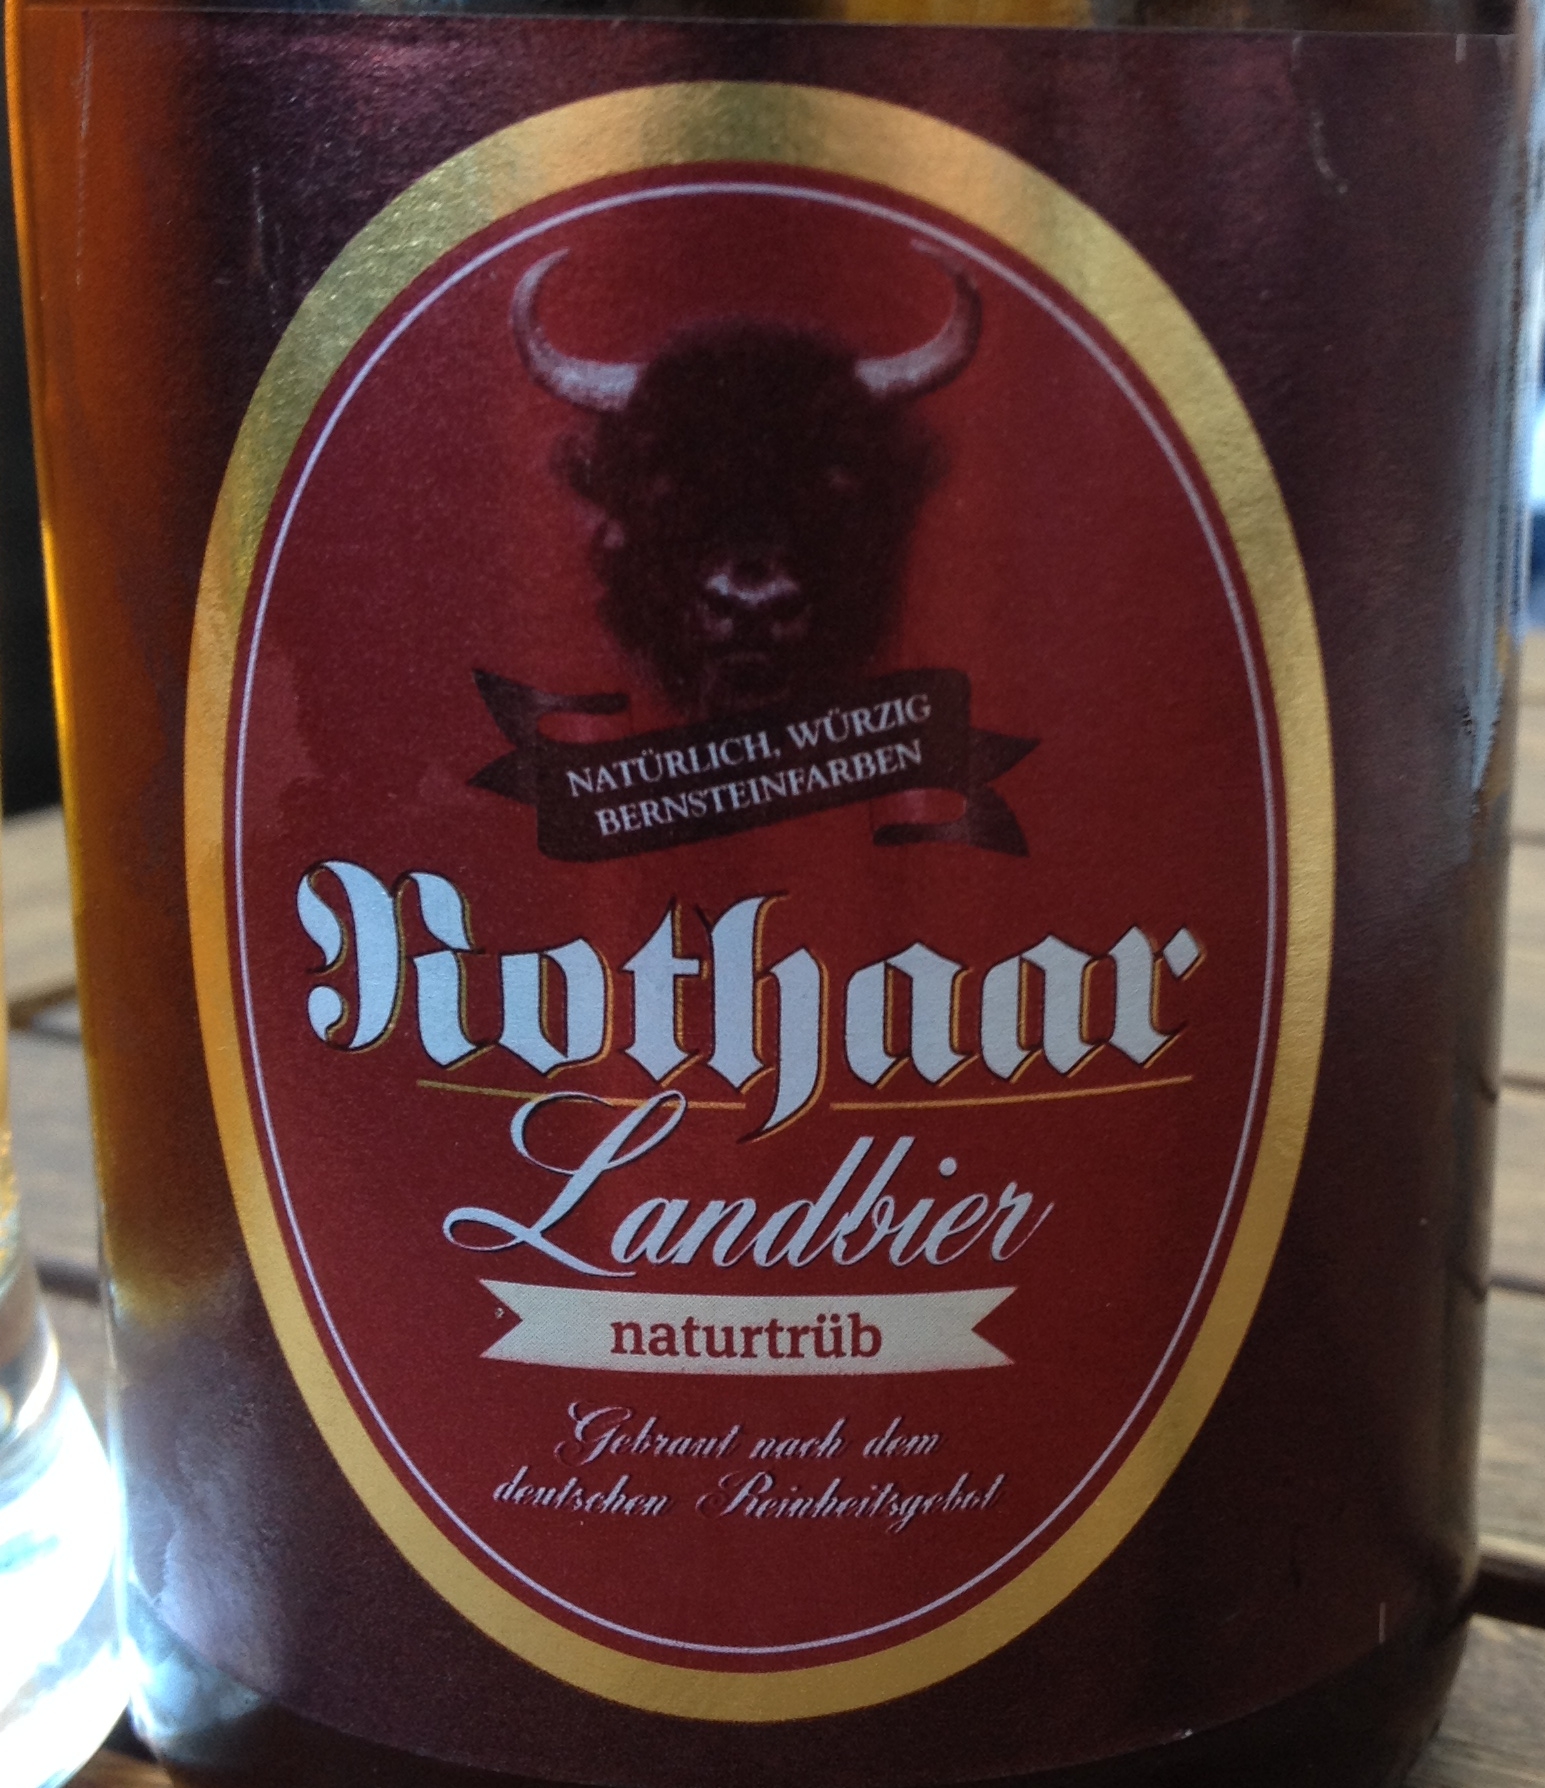 NATÜRLICH, WÜRZIG
BERNSTEINFARBEN
Rothaar
Landbier
naturtrüb
Gebraut nach dem
deutschen Reinheitsgebot